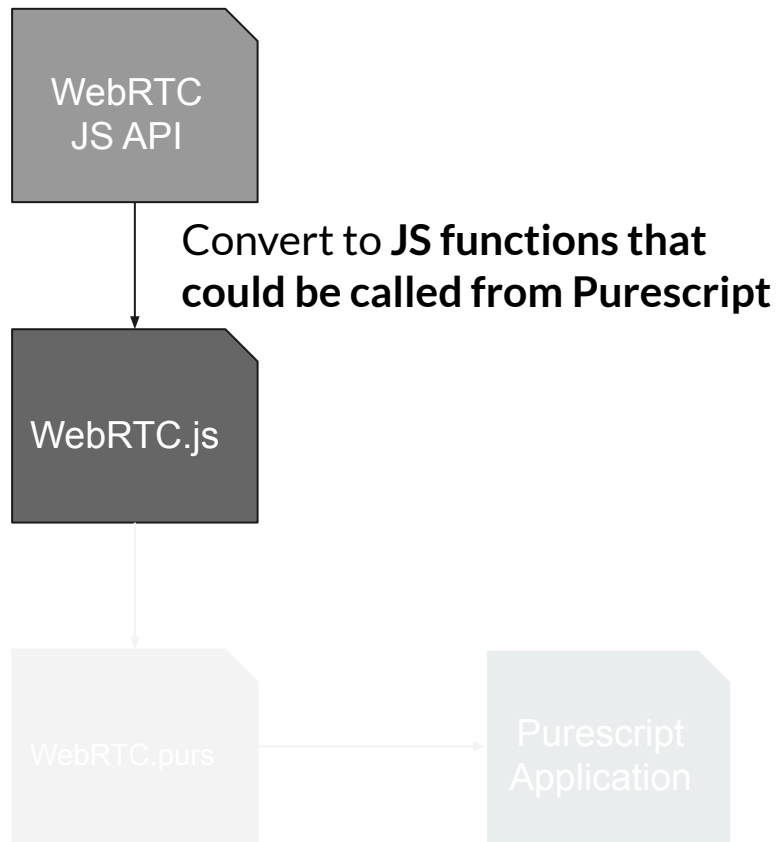 WebRTC
JS API
Convert to JS functions that
could be called from Purescript
WebRTC.js
WebRTC.purs
Purescript
Application